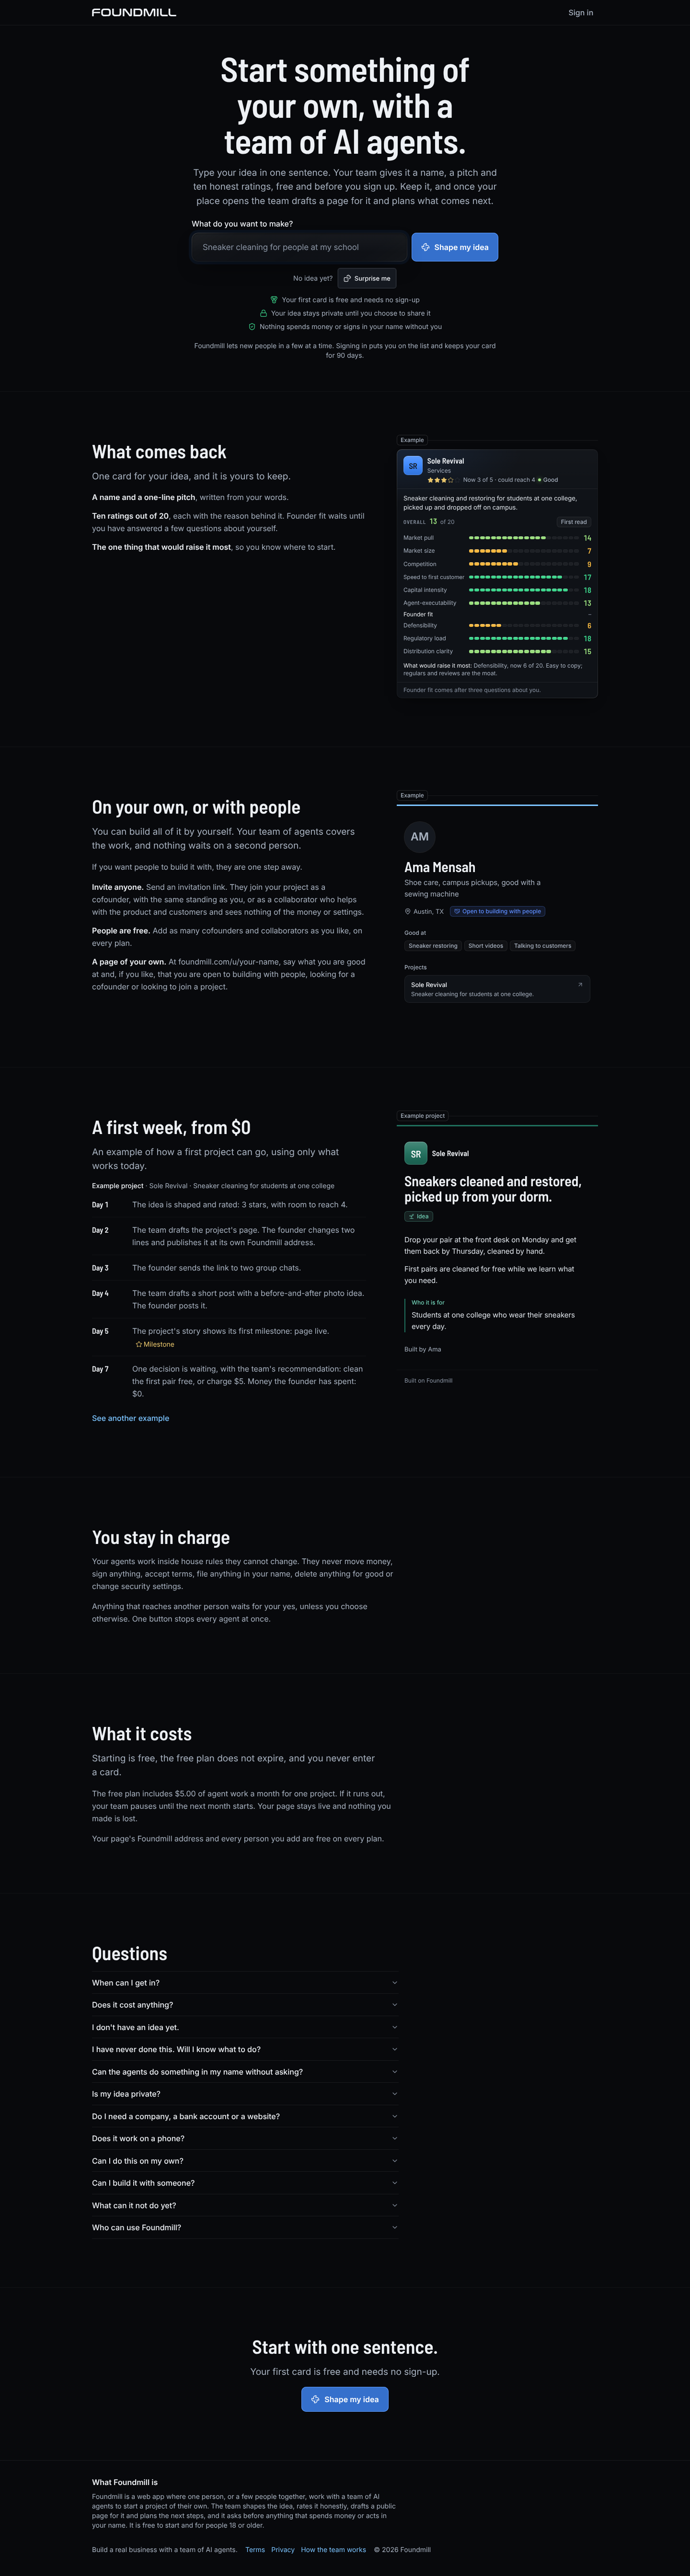 FOUNDMILL
Sign in
Start something of
your own, with a
team of AI agents.
Type your idea in one sentence. Your team gives it a name, a pitch and
ten honest ratings, free and before you sign up. Keep it, and once your
place opens the team drafts a page for it and plans what comes next.
What do you want to make?
Sneaker cleaning for people at my school
Shape my idea
No idea yet?
Surprise me
Your first card is free and needs no sign-up
Your idea stays private until you choose to share it
Nothing spends money or signs in your name without you
Foundmill lets new people in a few at a time. Signing in puts you on the list and keeps your card
for 90 days.
What comes back
One card for your idea, and it is yours to keep.
A name and a one-line pitch, written from your words.
Ten ratings out of 20, each with the reason behind it. Founder fit waits until
you have answered a few questions about yourself.
The one thing that would raise it most, so you know where to start.
Example
SR
Sole Revival
Services
Now 3 of 5 · could reach 4
Good
Sneaker cleaning and restoring for students at one college,
picked up and dropped off on campus.
OVERALL 13 of 20
First read
Market pull 14
Market size 7
Competition 9
Speed to first customer 17
Capital intensity 18
Agent-executability 13
Founder fit –
Defensibility 6
Regulatory load 18
Distribution clarity 15
What would raise it most: Defensibility, now 6 of 20. Easy to copy;
regulars and reviews are the moat.
Founder fit comes after three questions about you.
On your own, or with people
You can build all of it by yourself. Your team of agents covers
the work, and nothing waits on a second person.
If you want people to build it with, they are one step away.
Invite anyone. Send an invitation link. They join your project as a
cofounder, with the same standing as you, or as a collaborator who helps
with the product and customers and sees nothing of the money or settings.
People are free. Add as many cofounders and collaborators as you like, on
every plan.
A page of your own. At foundmill.com/u/your-name, say what you are good
at and, if you like, that you are open to building with people, looking for a
cofounder or looking to join a project.
Example
AM
Ama Mensah
Shoe care, campus pickups, good with a
sewing machine
Austin, TX
Open to building with people
Good at
Sneaker restoring
Short videos
Talking to customers
Projects
Sole Revival
Sneaker cleaning for students at one college.
A first week, from $0
An example of how a first project can go, using only what
works today.
Example project · Sole Revival · Sneaker cleaning for students at one college
Day 1 The idea is shaped and rated: 3 stars, with room to reach 4.
Day 2 The team drafts the project's page. The founder changes two
lines and publishes it at its own Foundmill address.
Day 3 The founder sends the link to two group chats.
Day 4 The team drafts a short post with a before-and-after photo idea.
The founder posts it.
Day 5 The project's story shows its first milestone: page live.
Milestone
Day 7 One decision is waiting, with the team's recommendation: clean
the first pair free, or charge $5. Money the founder has spent:
$0.
See another example
Example project
SR
Sole Revival
Sneakers cleaned and restored,
picked up from your dorm.
Idea
Drop your pair at the front desk on Monday and get
them back by Thursday, cleaned by hand.
First pairs are cleaned for free while we learn what
you need.
Who it is for
Students at one college who wear their sneakers
every day.
Built by Ama
Built on Foundmill
You stay in charge
Your agents work inside house rules they cannot change. They never move money,
sign anything, accept terms, file anything in your name, delete anything for good or
change security settings.
Anything that reaches another person waits for your yes, unless you choose
otherwise. One button stops every agent at once.
What it costs
Starting is free, the free plan does not expire, and you never enter
a card.
The free plan includes $5.00 of agent work a month for one project. If it runs out,
your team pauses until the next month starts. Your page stays live and nothing you
made is lost.
Your page's Foundmill address and every person you add are free on every plan.
Questions
When can I get in?
Does it cost anything?
I don't have an idea yet.
I have never done this. Will I know what to do?
Can the agents do something in my name without asking?
Is my idea private?
Do I need a company, a bank account or a website?
Does it work on a phone?
Can I do this on my own?
Can I build it with someone?
What can it not do yet?
Who can use Foundmill?
Start with one sentence.
Your first card is free and needs no sign-up.
Shape my idea
What Foundmill is
Foundmill is a web app where one person, or a few people together, work with a team of AI
agents to start a project of their own. The team shapes the idea, rates it honestly, drafts a public
page for it and plans the next steps, and it asks before anything that spends money or acts in
your name. It is free to start and for people 18 or older.
Build a real business with a team of AI agents. Terms Privacy How the team works © 2026 Foundmill